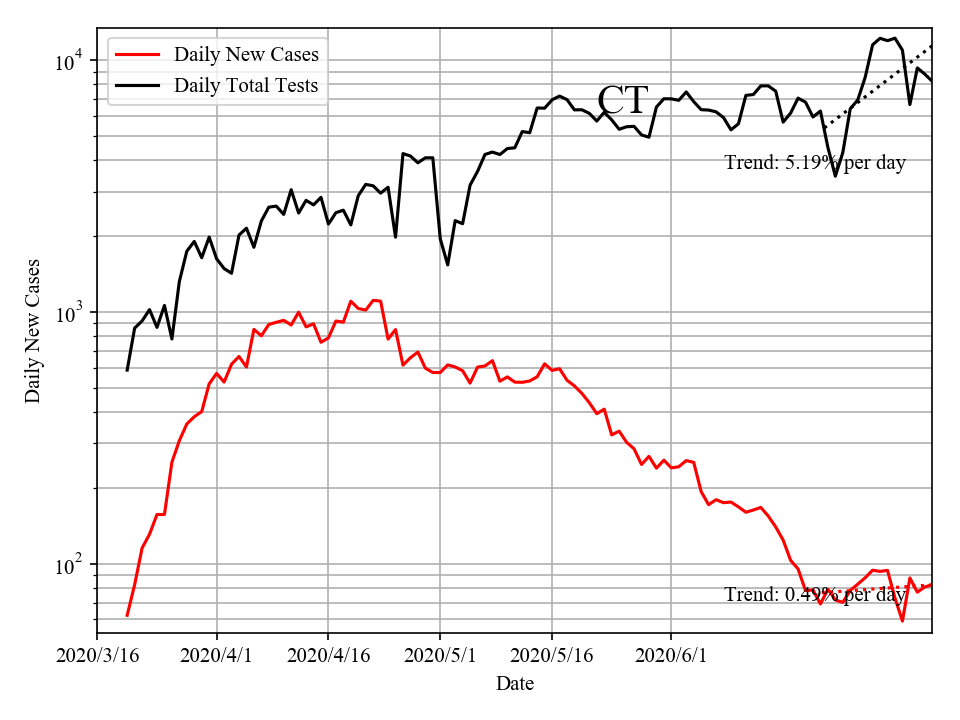 Daily New Cases
Daily Total Tests
CT
Trend: 5.19% per day
Trend: 0.49% per day
10^4
10^3
10^2
Daily New Cases
2020/3/16 2020/4/1 2020/4/16 2020/5/1 2020/5/16 2020/6/1
Date